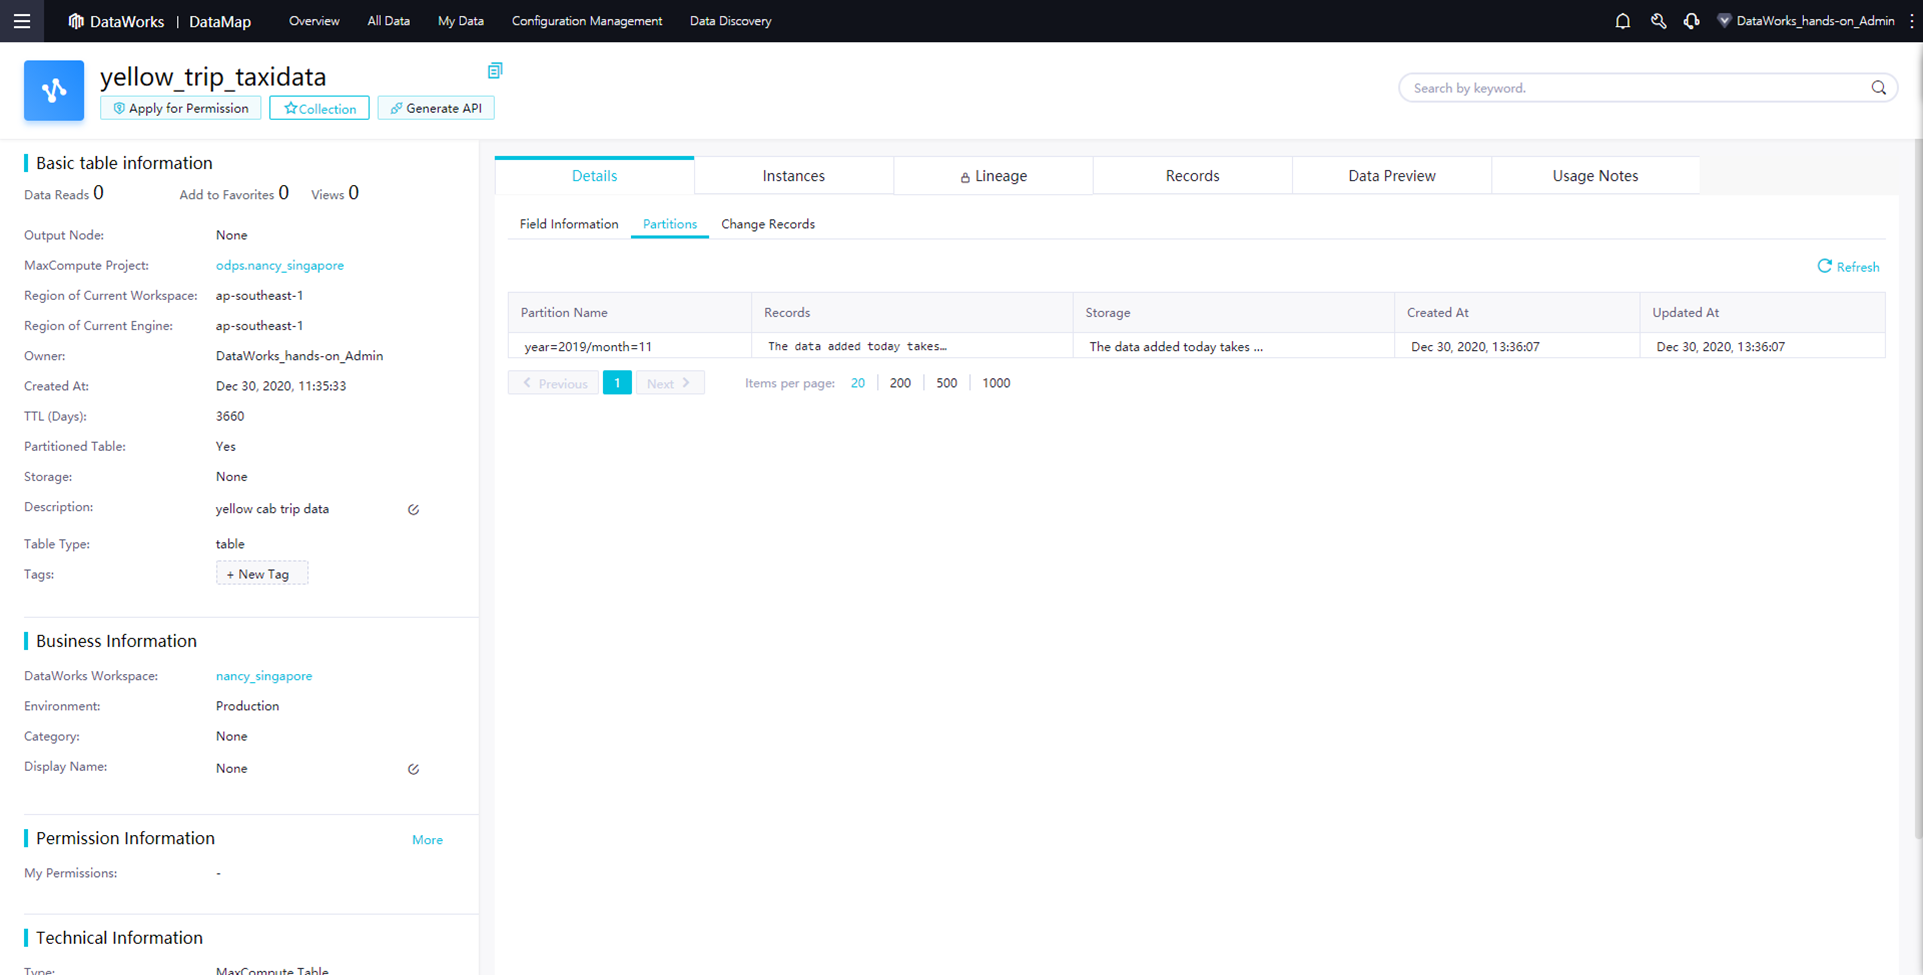 DataWorks | DataMap Overview All Data My Data Configuration Management Data Discovery DataWorks_hands-on_Admin
yellow_trip_taxidata
Apply for Permission Collection Generate API
Search by keyword.
Basic table information
Data Reads 0 Add to Favorites 0 Views 0
Output Node: None
MaxCompute Project: odps.nancy_singapore
Region of Current Workspace: ap-southeast-1
Region of Current Engine: ap-southeast-1
Owner: DataWorks_hands-on_Admin
Created At: Dec 30, 2020, 11:35:33
TTL (Days): 3660
Partitioned Table: Yes
Storage: None
Description: yellow cab trip data
Table Type: table
Tags: + New Tag
Business Information
DataWorks Workspace: nancy_singapore
Environment: Production
Category: None
Display Name: None
Permission Information More
My Permissions: -
Technical Information
Type: MaxCompute Table
Details Instances Lineage Records Data Preview Usage Notes
Field Information Partitions Change Records
Refresh
Partition Name Records Storage Created At Updated At
year=2019/month=11 The data added today takes... The data added today takes ... Dec 30, 2020, 13:36:07 Dec 30, 2020, 13:36:07
Previous 1 Next Items per page: 20 200 500 1000